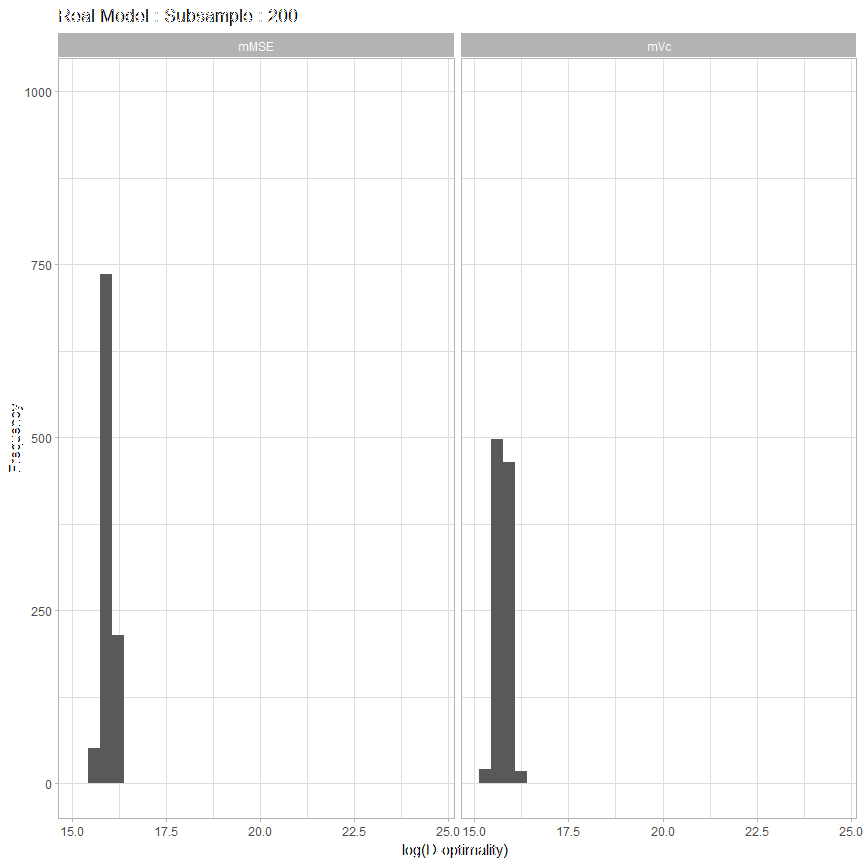 Real Model : Subsample : 200
mMSE
mVc
1000
750
500
250
0
Frequency
15.0 17.5 20.0 22.5 25.0 15.0 17.5 20.0 22.5 25.0
log(D-optimality)